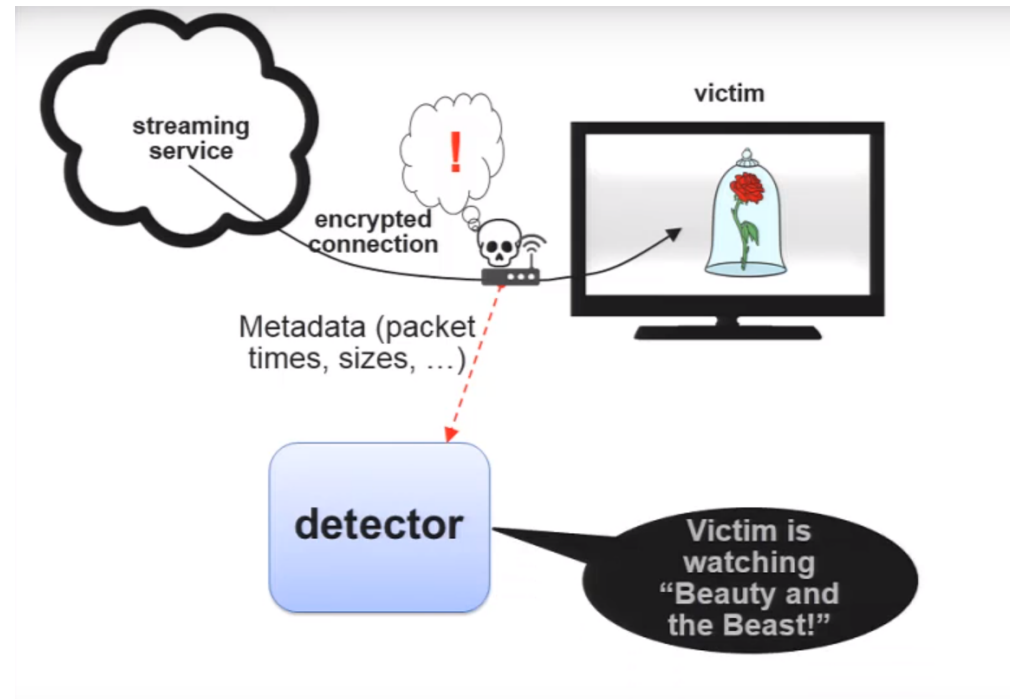 victim
streaming
service
!
encrypted
connection
Metadata (packet
times, sizes, …)
detector
Victim is
watching
“Beauty and
the Beast!”